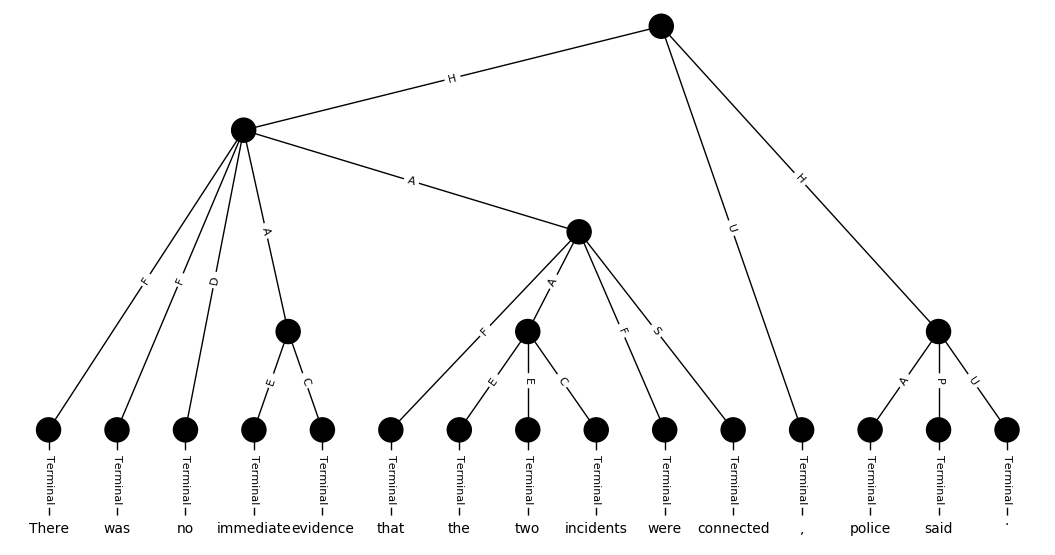 H
A
U
H
F
F
D
A
F
A
F
S
E
C
E
E
C
A
P
U
Terminal Terminal Terminal Terminal Terminal Terminal Terminal Terminal Terminal Terminal Terminal Terminal Terminal Terminal Terminal
There was no immediate evidence that the two incidents were connected , police said .